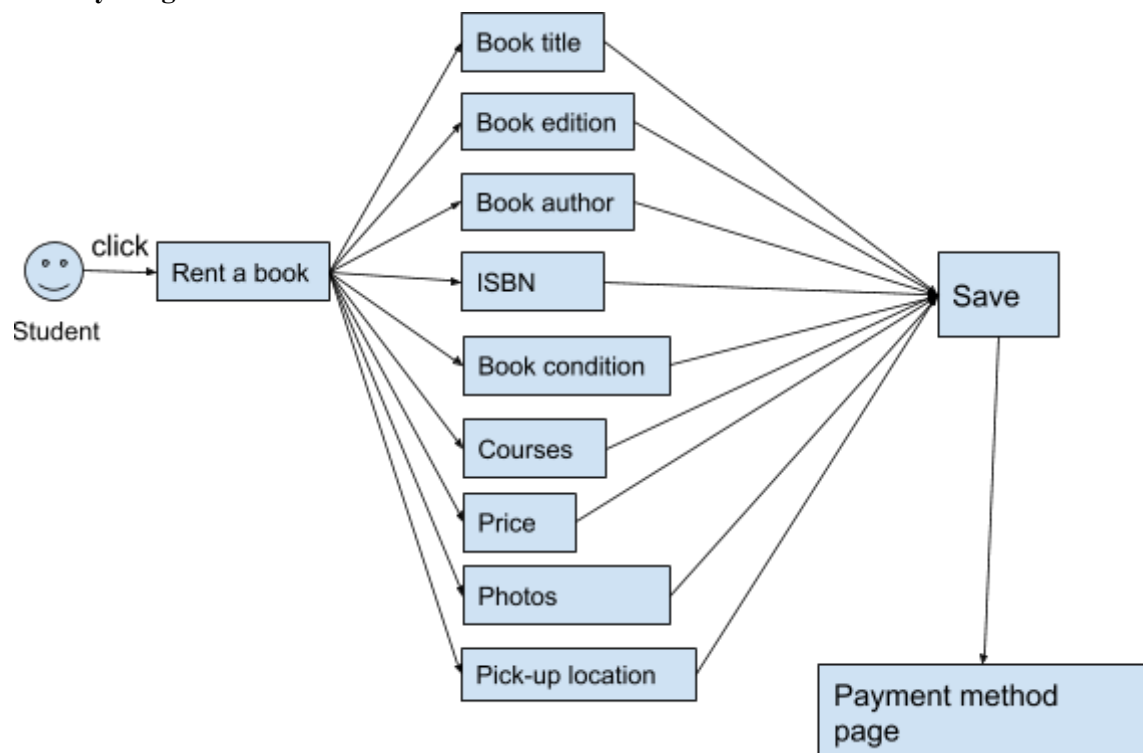 Book title
Book edition
Book author
click
Rent a book
Student
ISBN
Save
Book condition
Courses
Price
Photos
Pick-up location
Payment method
page